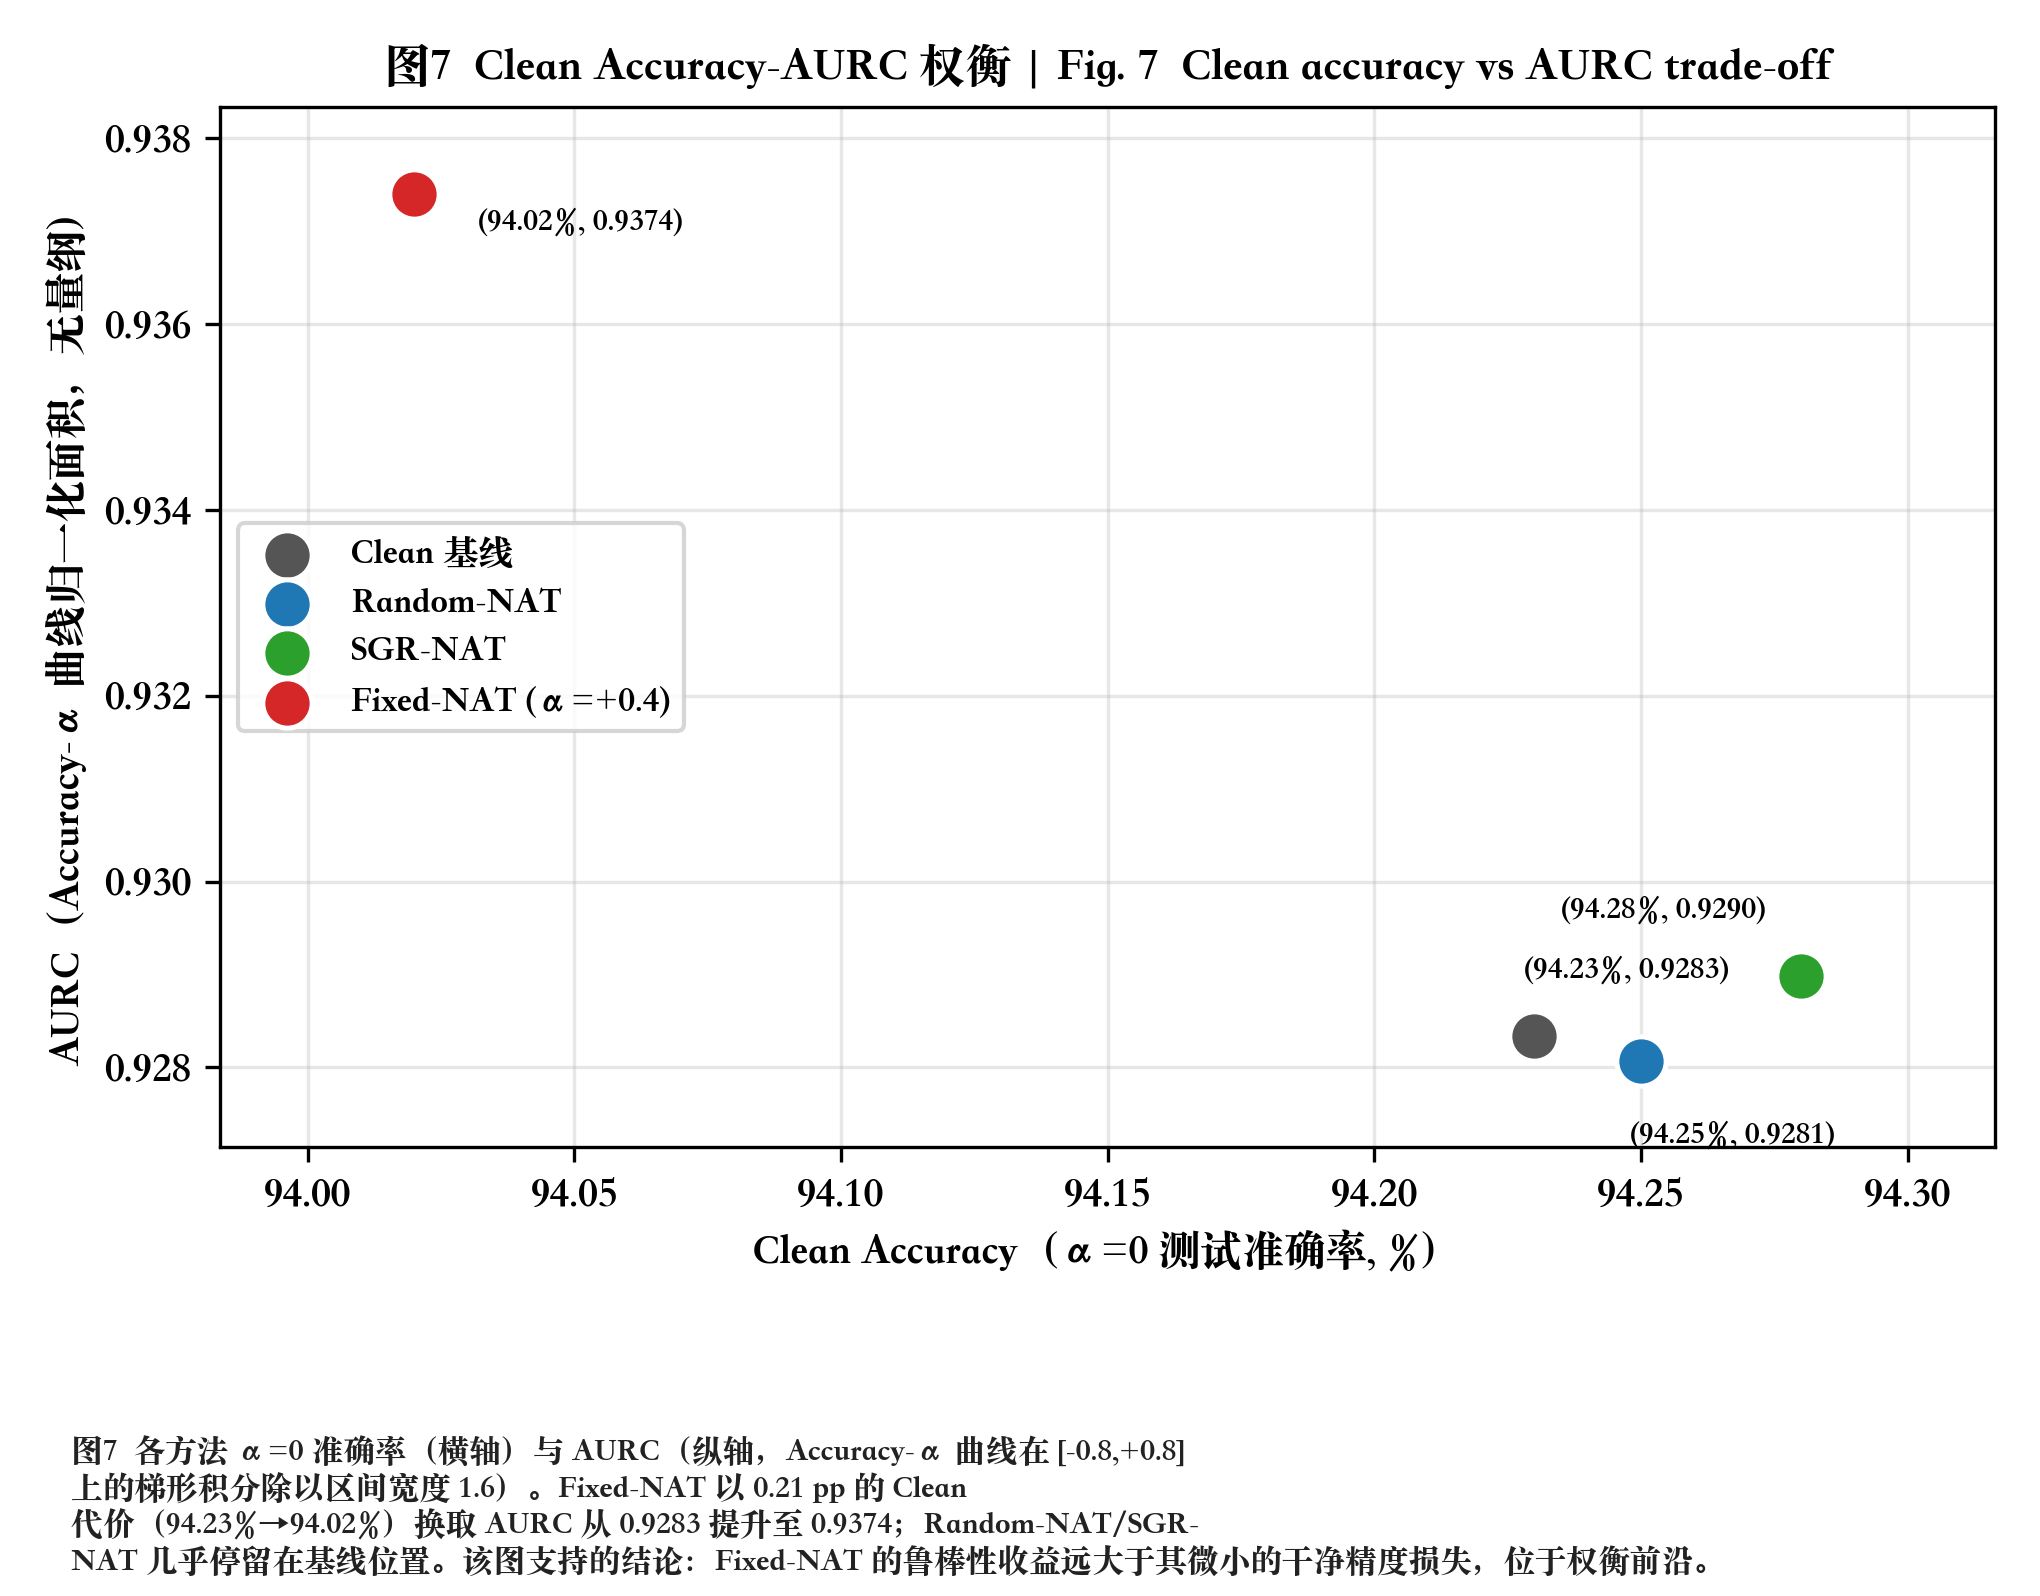 图7 Clean Accuracy-AURC 权衡 | Fig. 7 Clean accuracy vs AURC trade-off
AURC（Accuracy-α 曲线归一化面积，无量纲）
0.938
0.936
0.934
0.932
0.930
0.928
(94.02%, 0.9374)
Clean 基线
Random-NAT
SGR-NAT
Fixed-NAT (α=+0.4)
(94.28%, 0.9290)
(94.23%, 0.9283)
(94.25%, 0.9281)
94.00 94.05 94.10 94.15 94.20 94.25 94.30
Clean Accuracy（α=0 测试准确率, %）
图7 各方法 α=0 准确率（横轴）与 AURC（纵轴，Accuracy-α 曲线在 [-0.8,+0.8]
上的梯形积分除以区间宽度 1.6）。Fixed-NAT 以 0.21 pp 的 Clean
代价（94.23%→94.02%）换取 AURC 从 0.9283 提升至 0.9374；Random-NAT/SGR-
NAT 几乎停留在基线位置。该图支持的结论：Fixed-NAT 的鲁棒性收益远大于其微小的干净精度损失，位于权衡前沿。